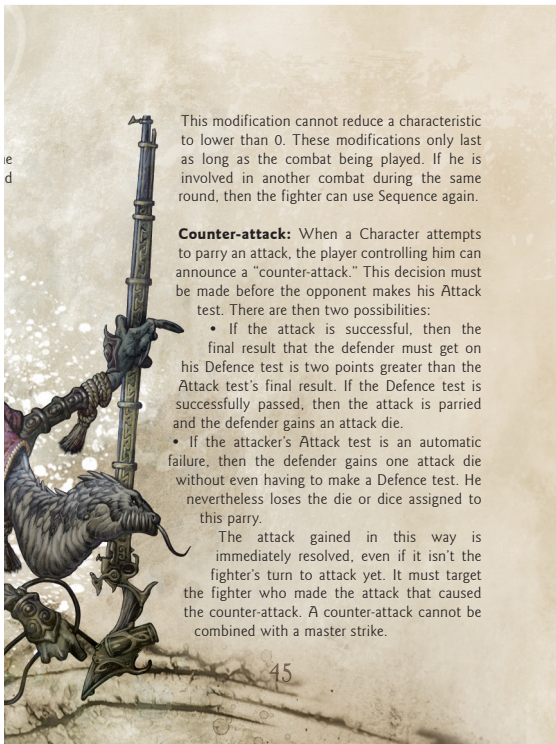 This modification cannot reduce a characteristic
to lower than 0. These modifications only last
as long as the combat being played. If he is
involved in another combat during the same
round, then the fighter can use Sequence again.
Counter-attack: When a Character attempts
to parry an attack, the player controlling him can
announce a “counter-attack.” This decision must
be made before the opponent makes his Attack
test. There are then two possibilities:
• If the attack is successful, then the
final result that the defender must get on
his Defence test is two points greater than the
Attack test’s final result. If the Defence test is
successfully passed, then the attack is parried
and the defender gains an attack die.
• If the attacker’s Attack test is an automatic
failure, then the defender gains one attack die
without even having to make a Defence test. He
nevertheless loses the die or dice assigned to
this parry.
The attack gained in this way is
immediately resolved, even if it isn’t the
fighter’s turn to attack yet. It must target
the fighter who made the attack that caused
the counter-attack. A counter-attack cannot be
combined with a master strike.
45